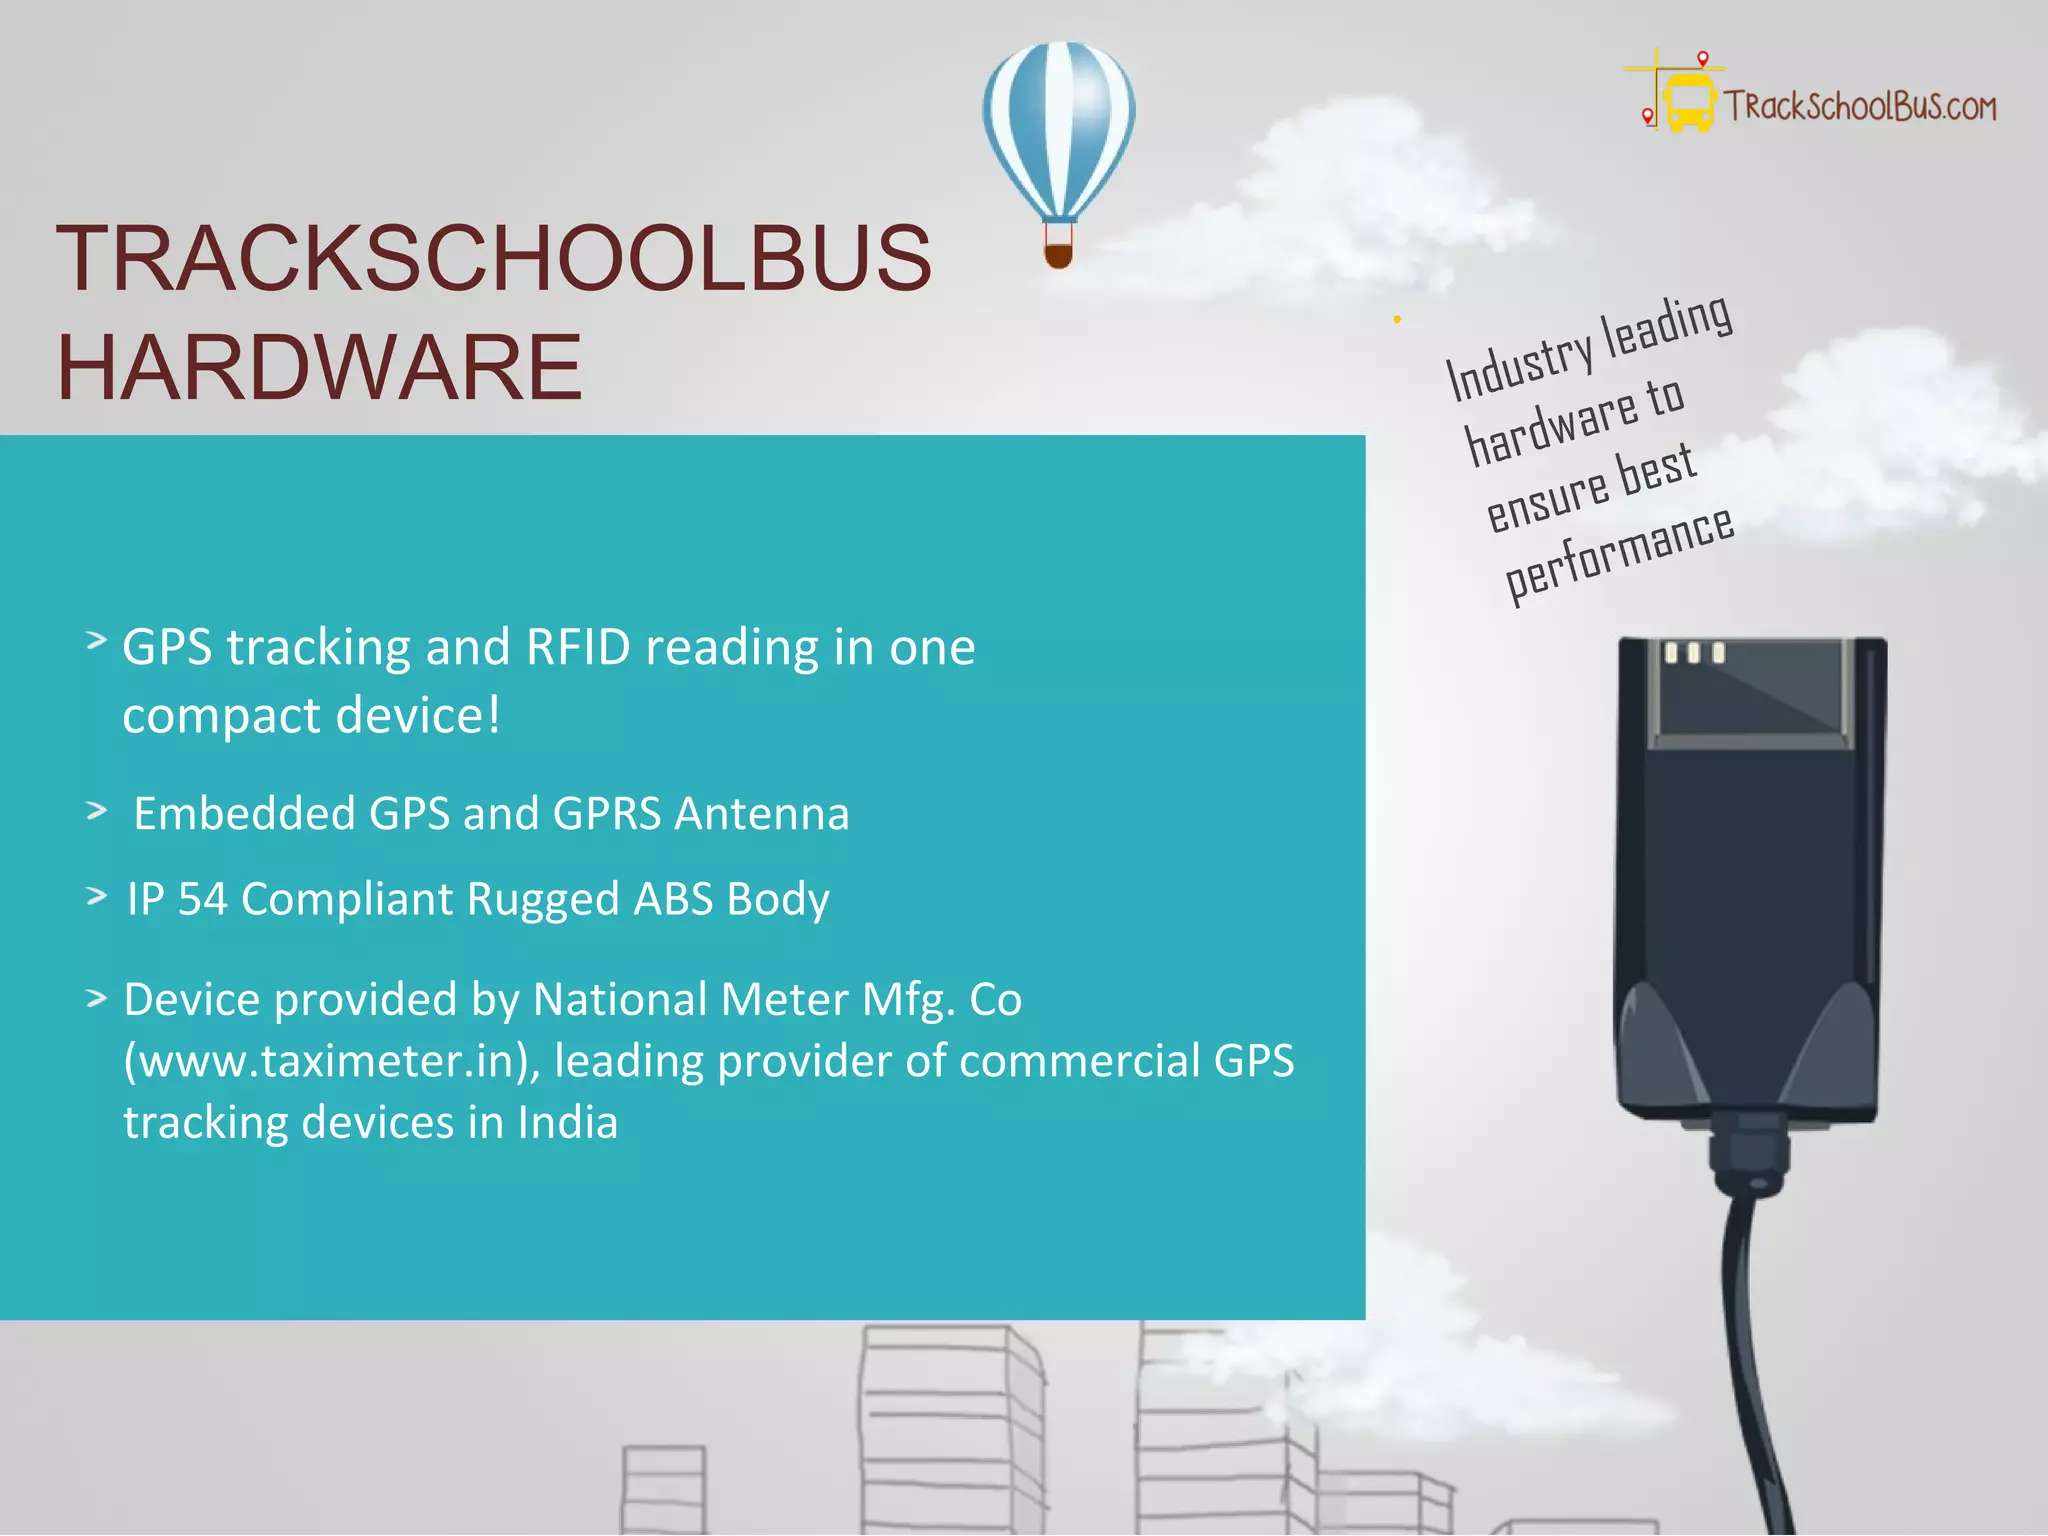 TRackSchoolBus.com
TRACKSCHOOLBUS
HARDWARE
Industry leading
hardware to
ensure best
performance
> GPS tracking and RFID reading in one
compact device!
> Embedded GPS and GPRS Antenna
> IP 54 Compliant Rugged ABS Body
> Device provided by National Meter Mfg. Co
(www.taximeter.in), leading provider of commercial GPS
tracking devices in India